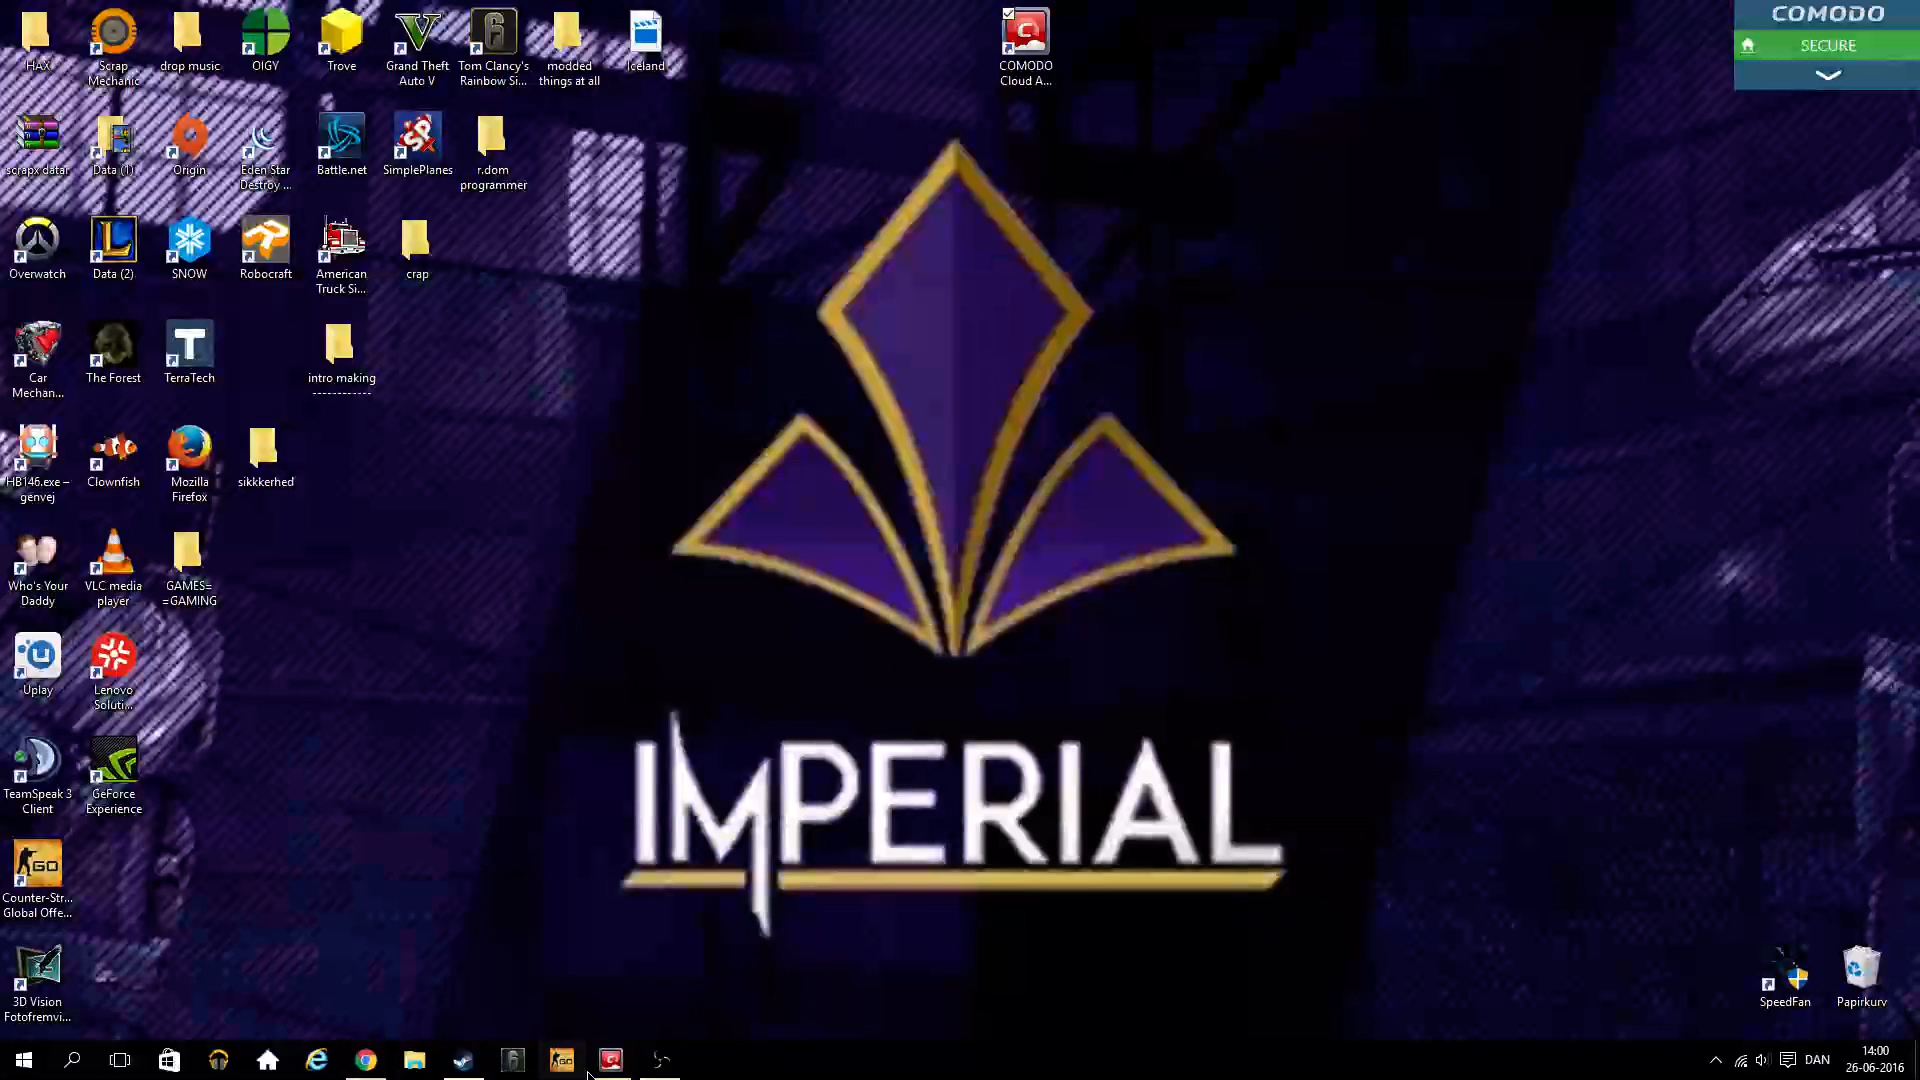 HAX
Scrap
Mechanic
drop music
OIGY
Trove
Grand Theft
Auto V
Tom Clancy's
Rainbow Si...
modded
things at all
Iceland
COMODO
Cloud A...
COMODO
SECURE
scrapx datar
Data (1)
Origin
Eden Star
Destroy ...
Battle.net
SimplePlanes
r.dom
programmer
Overwatch
Data (2)
SNOW
Robocraft
American
Truck Si...
crap
Car
Mechan...
The Forest
TerraTech
intro making
------------
HB146.exe –
genvej
Clownfish
Mozilla
Firefox
sikkkerhed
Who's Your
Daddy
VLC media
player
GAMES=
=GAMING
Uplay
Lenovo
Soluti...
TeamSpeak 3
Client
GeForce
Experience
IMPERIAL
GO
Counter-Str...
Global Offe...
3D Vision
Fotofremvi...
SpeedFan
Papirkurv
DAN
14:00
26-06-2016